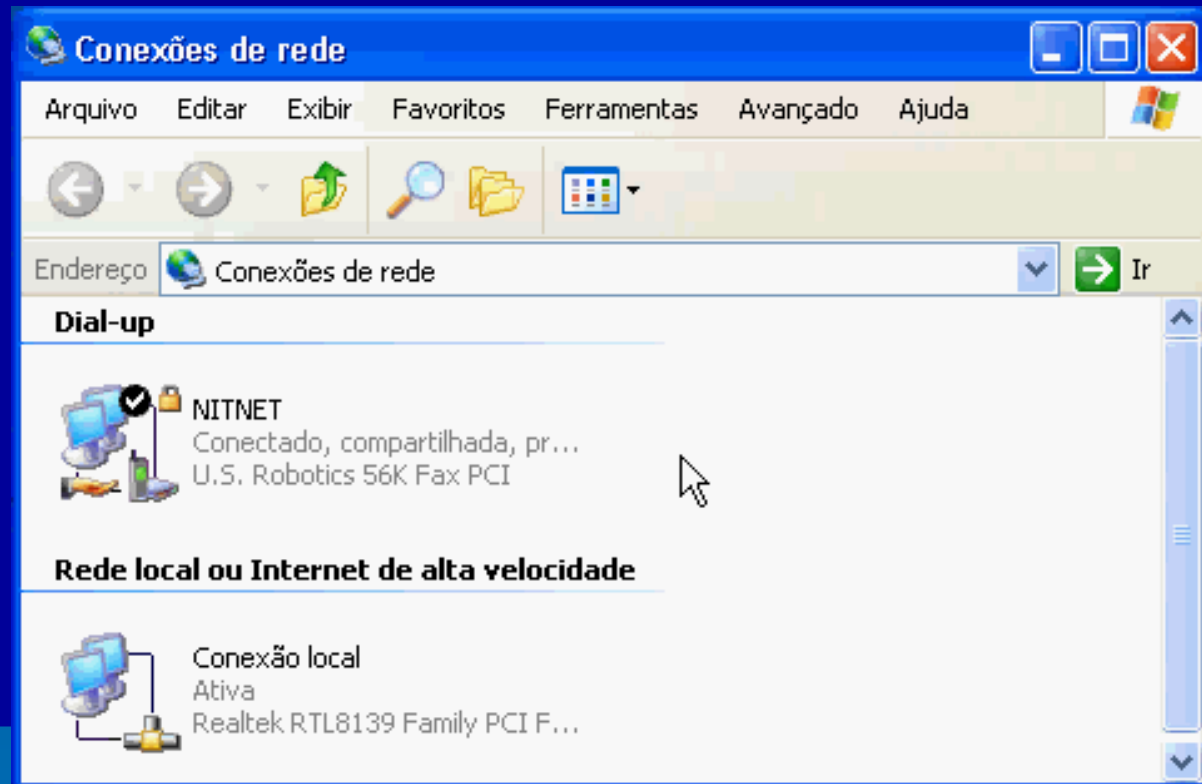 Conexões de rede
Arquivo Editar Exibir Favoritos Ferramentas Avançado Ajuda
Endereço Conexões de rede Ir
Dial-up
NITNET
Conectado, compartilhada, pr...
U.S. Robotics 56K Fax PCI
Rede local ou Internet de alta velocidade
Conexão local
Ativa
Realtek RTL8139 Family PCI F...